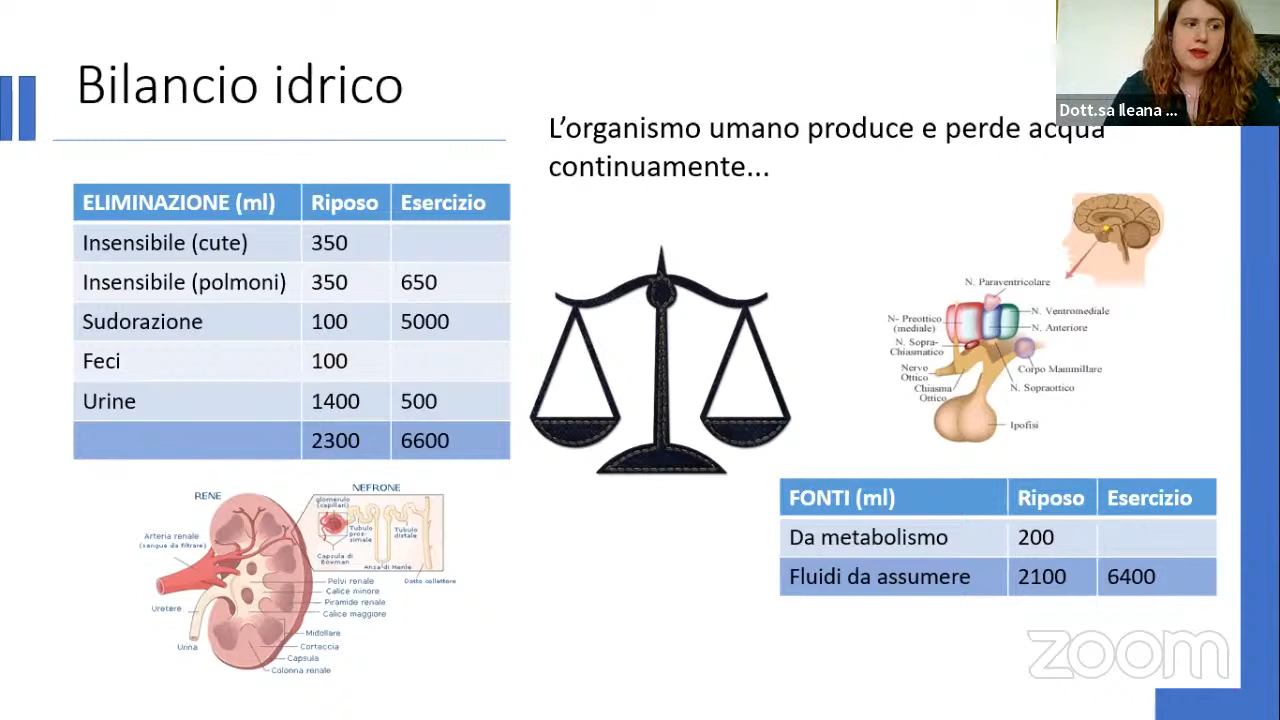 Bilancio idrico
Dott.sa Ileana ...
L'organismo umano produce e perde acqua
continuamente...
ELIMINAZIONE (ml) Riposo Esercizio
Insensibile (cute) 350
Insensibile (polmoni) 350 650
Sudorazione 100 5000
Feci 100
Urine 1400 500
2300 6600
N. Paraventricolare
N- Preottico
(mediale)
N. Ventromediale
N. Anteriore
N. Sopra-
Chiasmatico
Nervo
Ottico
Chiasma
Ottico
Corpo Mammillare
N. Sopraottico
Ipofisi
FONTI (ml) Riposo Esercizio
Da metabolismo 200
Fluidi da assumere 2100 6400
RENE
NEFRONE
glomerulo
(capillari)
Tubulo
pros-
simale
Tubulo
distale
Capsula di
Bowman
Ansa di Henle
Dotto collettore
Arteria renale
(sangue da filtrare)
Pelvi renale
Calice minore
Piramide renale
Calice maggiore
Uretere
Urina
Midollare
Corteccia
Capsula
Colonna renale
zoom